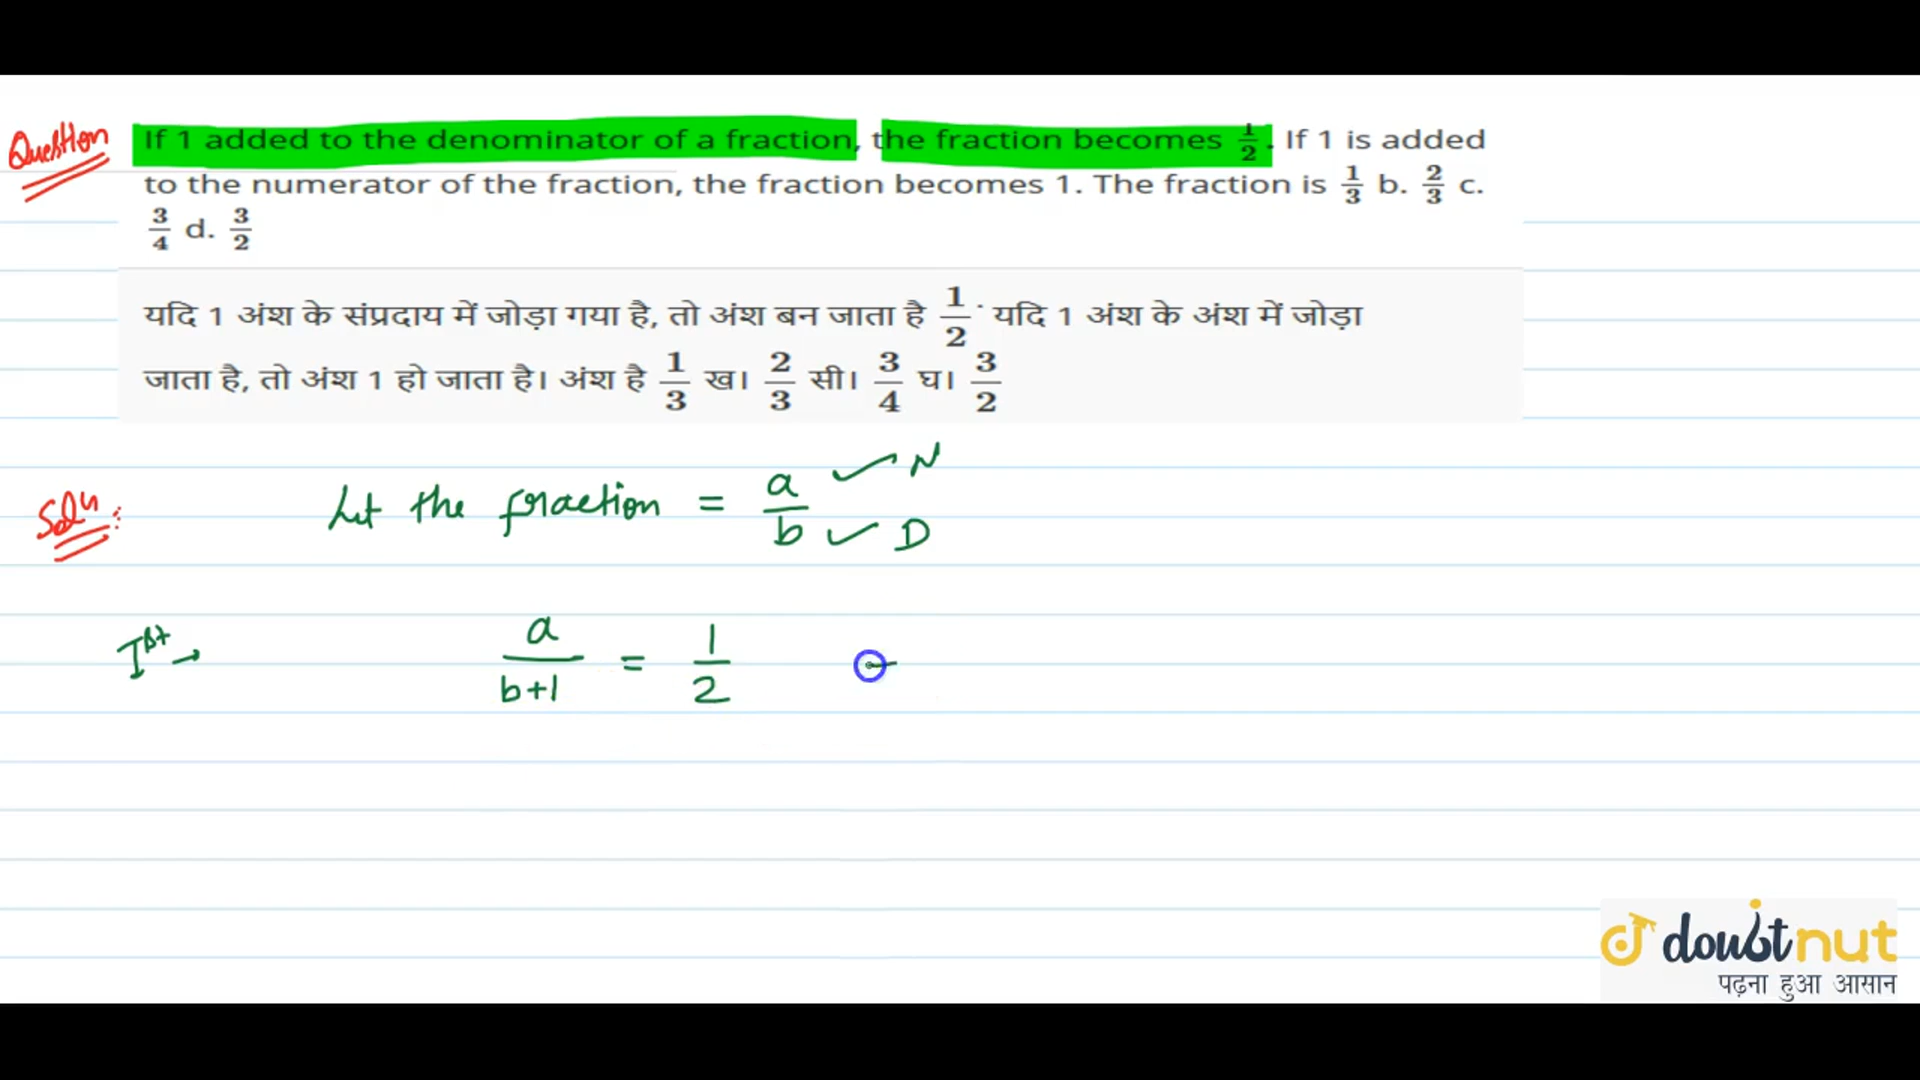 Question
If 1 added to the denominator of a fraction, the fraction becomes 1/2. If 1 is added
to the numerator of the fraction, the fraction becomes 1. The fraction is 1/3 b. 2/3 c.
3/4 d. 3/2
यदि 1 अंश के संप्रदाय में जोड़ा गया है, तो अंश बन जाता है 1/2. यदि 1 अंश के अंश में जोड़ा
जाता है, तो अंश 1 हो जाता है। अंश है 1/3 ख। 2/3 सी। 3/4 घ। 3/2
Soln:
Let the fraction = a/b N D
Ist → a/(b+1) = 1/2
doubtnut
पढ़ना हुआ आसान